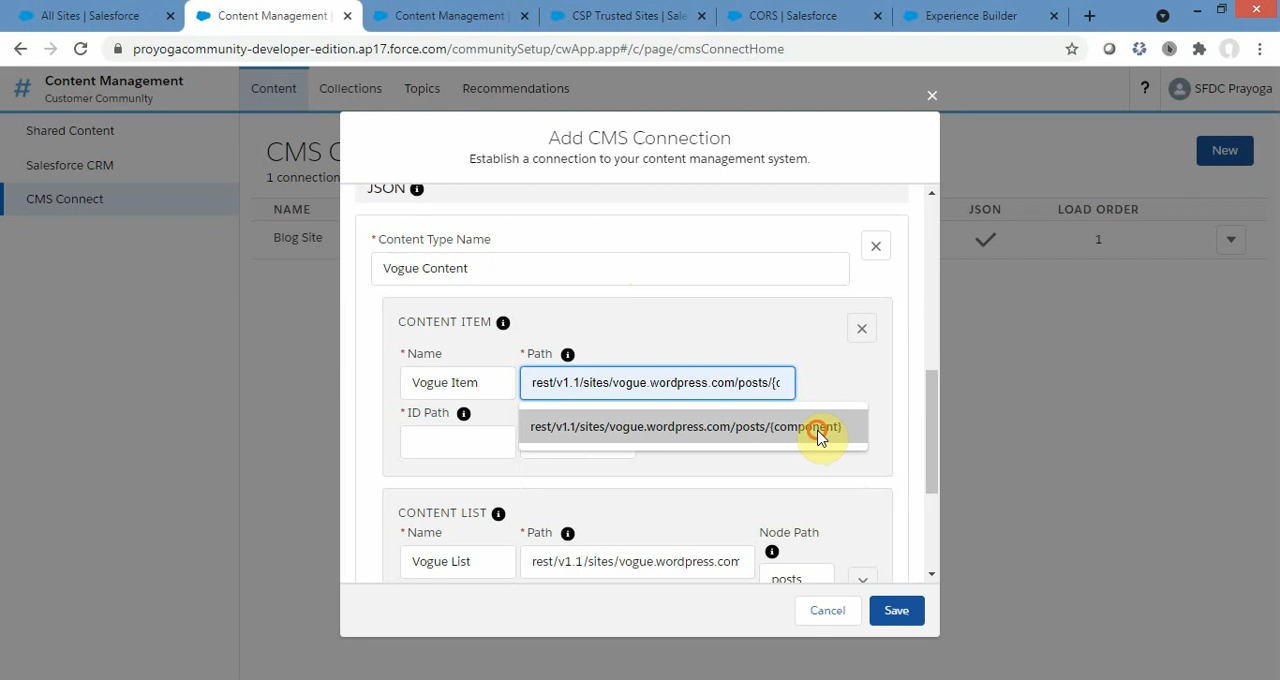 All Sites | Salesforce
Content Management |
Content Management |
CSP Trusted Sites | Sale
CORS | Salesforce
Experience Builder
proyogacommunity-developer-edition.ap17.force.com/communitySetup/cwApp.app#/c/page/cmsConnectHome
#
Content Management
Customer Community
Content
Collections
Topics
Recommendations
?
SFDC Prayoga
Shared Content
Salesforce CRM
CMS Connect
CMS C
1 connection
New
NAME
JSON
LOAD ORDER
Blog Site
1
Add CMS Connection
Establish a connection to your content management system.
JSON
* Content Type Name
Vogue Content
CONTENT ITEM
* Name
* Path
Vogue Item
rest/v1.1/sites/vogue.wordpress.com/posts/{c
* ID Path
rest/v1.1/sites/vogue.wordpress.com/posts/{component}
CONTENT LIST
* Name
* Path
Node Path
Vogue List
rest/v1.1/sites/vogue.wordpress.com
posts
Cancel
Save